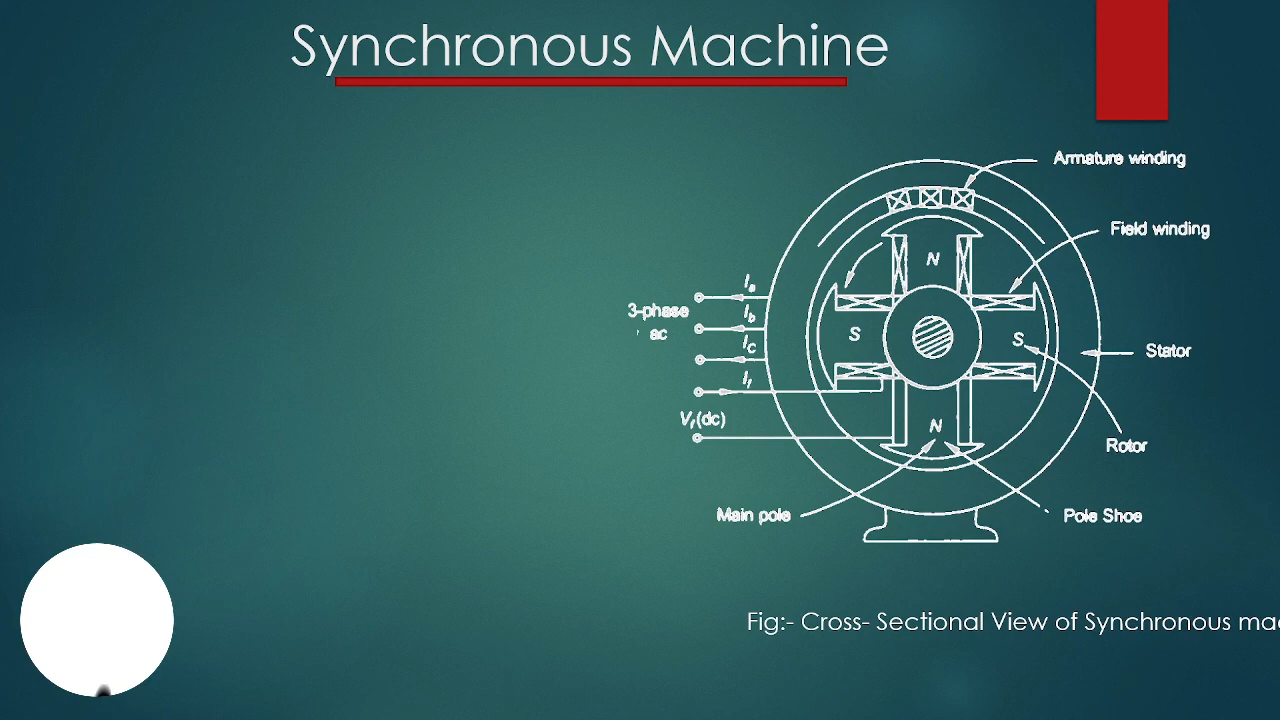 Synchronous Machine
Armature winding
Field winding
N
Ia
3-phase
Ib
ac
S
S
IC
Stator
If
Vf(dc)
N
Rotor
Main pole
Pole Shoe
Fig:- Cross- Sectional View of Synchronous mac